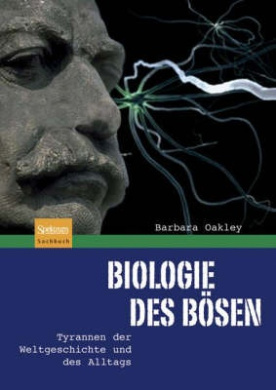 Barbara Oakley
Spektrum
Sachbuch
BIOLOGIE
DES BÖSEN
Tyrannen der
Weltgeschichte und
des Alltags